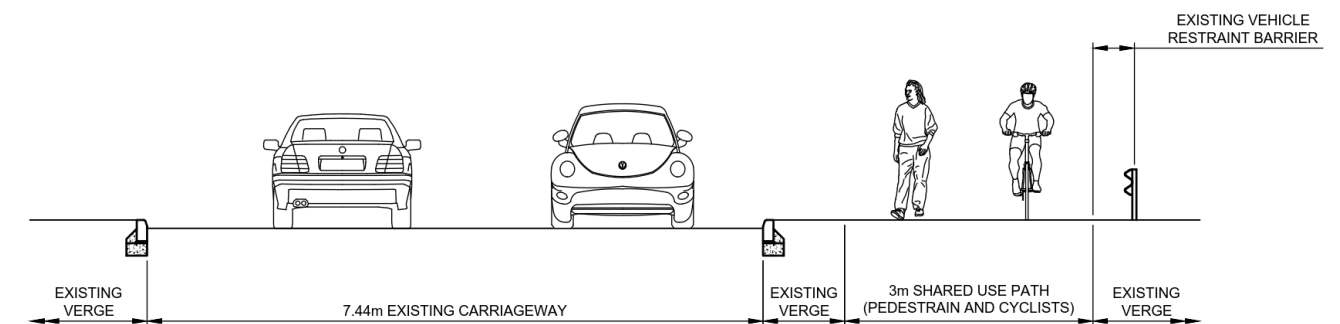 EXISTING VEHICLE
RESTRAINT BARRIER
EXISTING
VERGE
7.44m EXISTING CARRIAGEWAY
EXISTING
VERGE
3m SHARED USE PATH
(PEDESTRAIN AND CYCLISTS)
EXISTING
VERGE